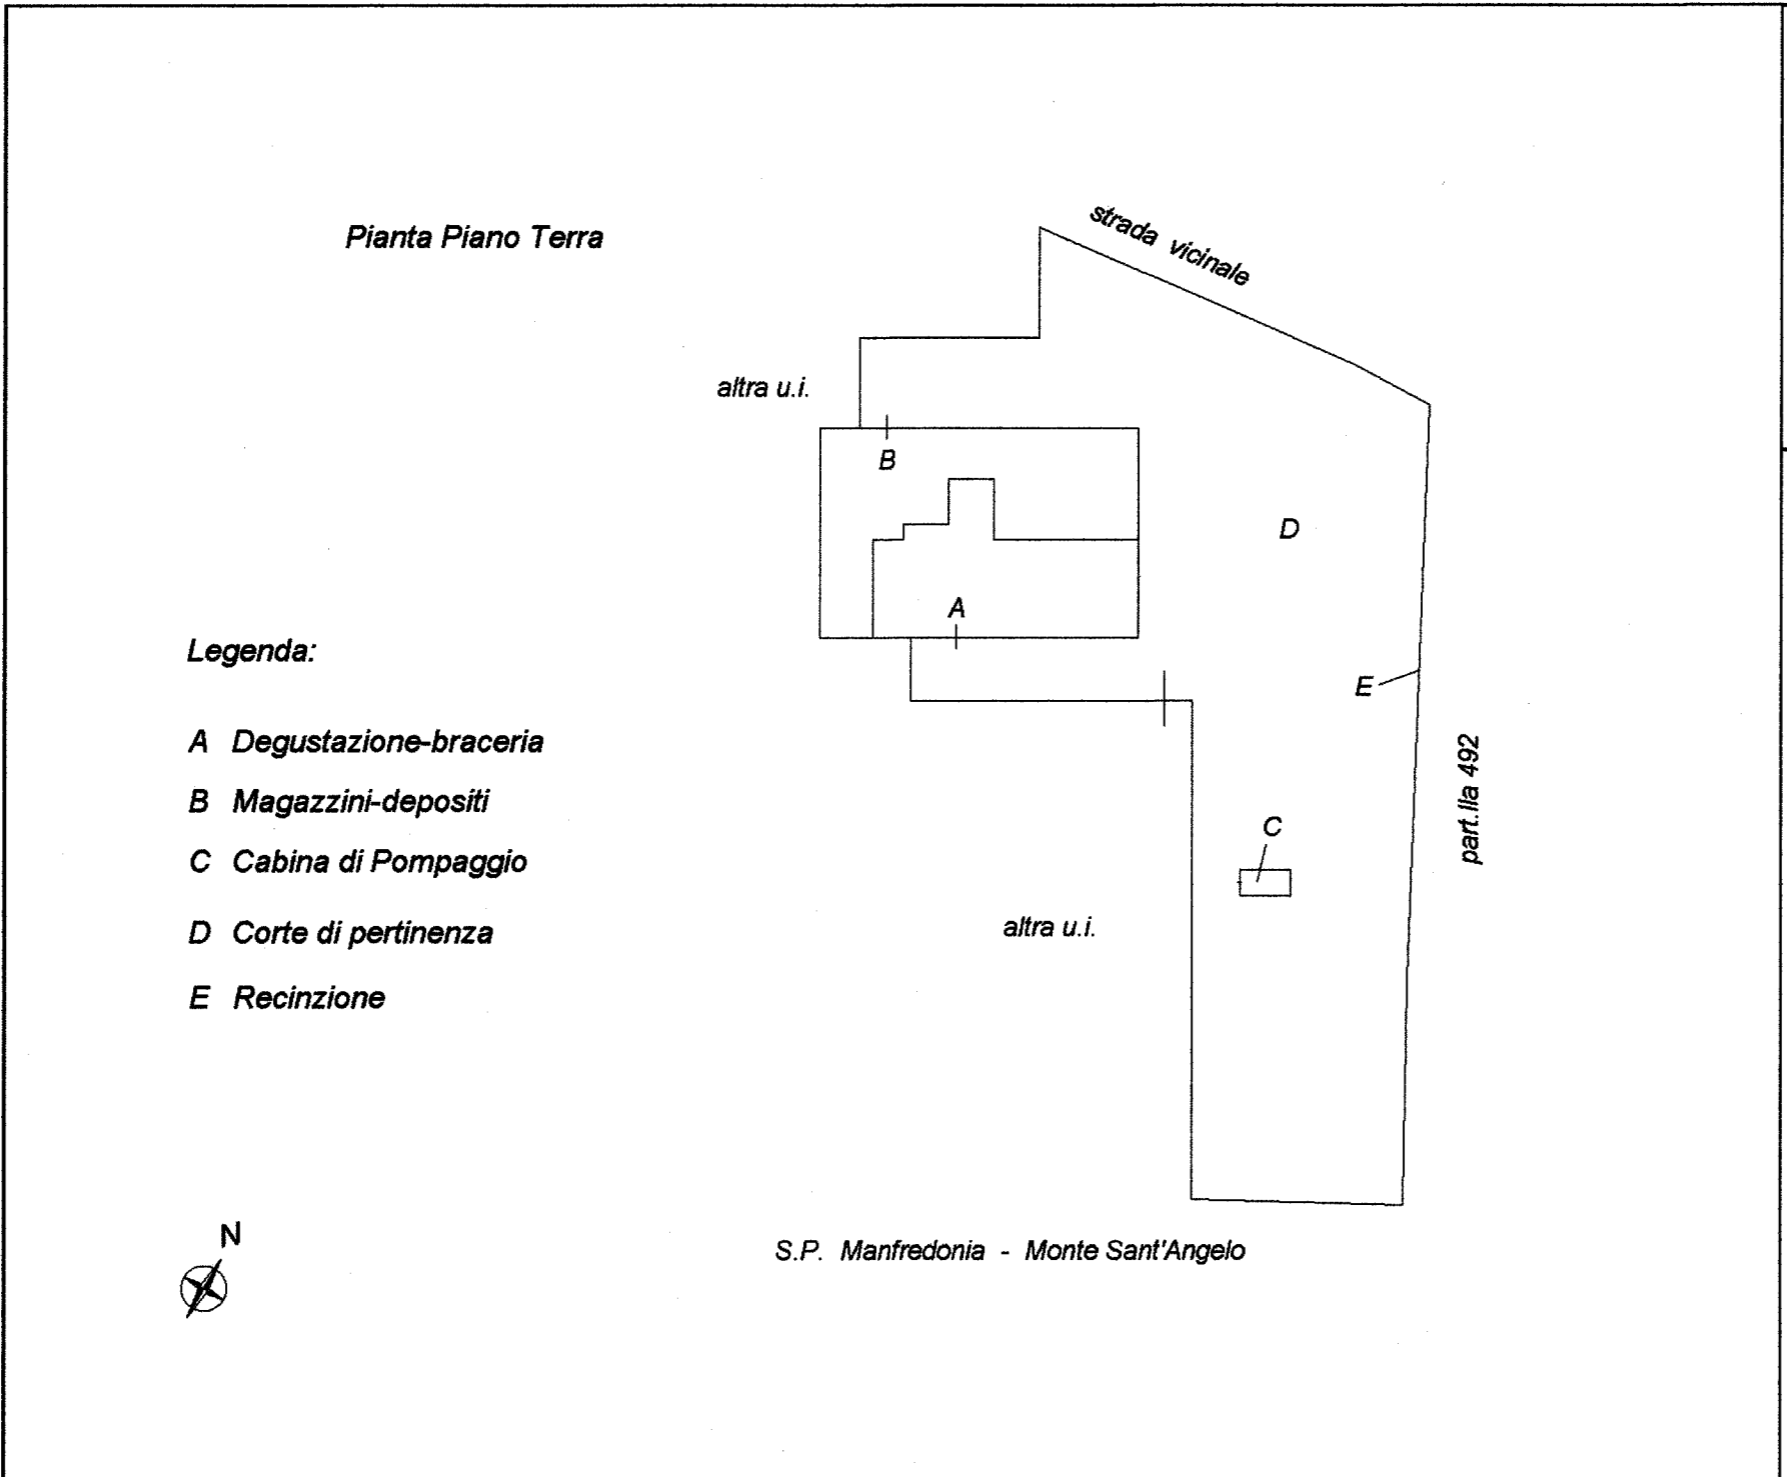 Pianta Piano Terra
strada vicinale
altra u.i.
B
D
A
E
Legenda:
A Degustazione-braceria
B Magazzini-depositi
C Cabina di Pompaggio
D Corte di pertinenza
E Recinzione
part.lla 492
C
altra u.i.
N
S.P. Manfredonia - Monte Sant'Angelo